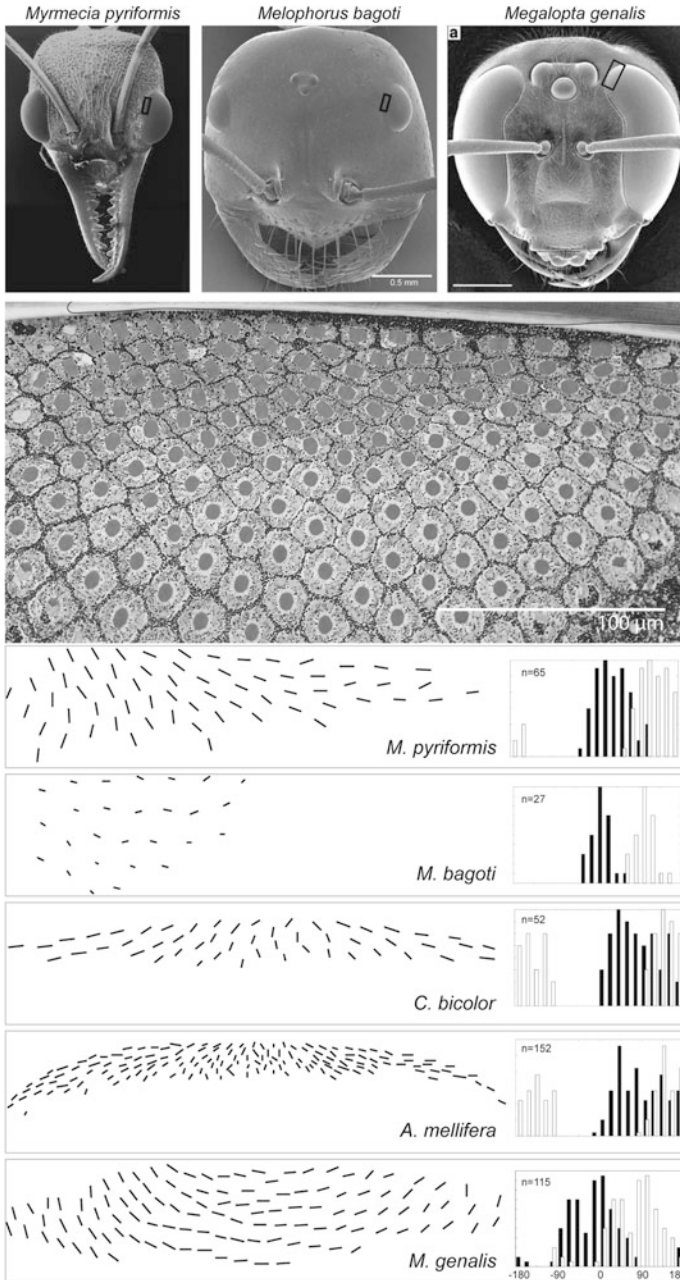 Myrmecia pyriformis Melophorus bagoti Megalopta genalis
a
0.5 mm
100 µm
n=65
M. pyriformis
n=27
M. bagoti
n=52
C. bicolor
n=152
A. mellifera
n=115
M. genalis
-180 -90 0 90 180